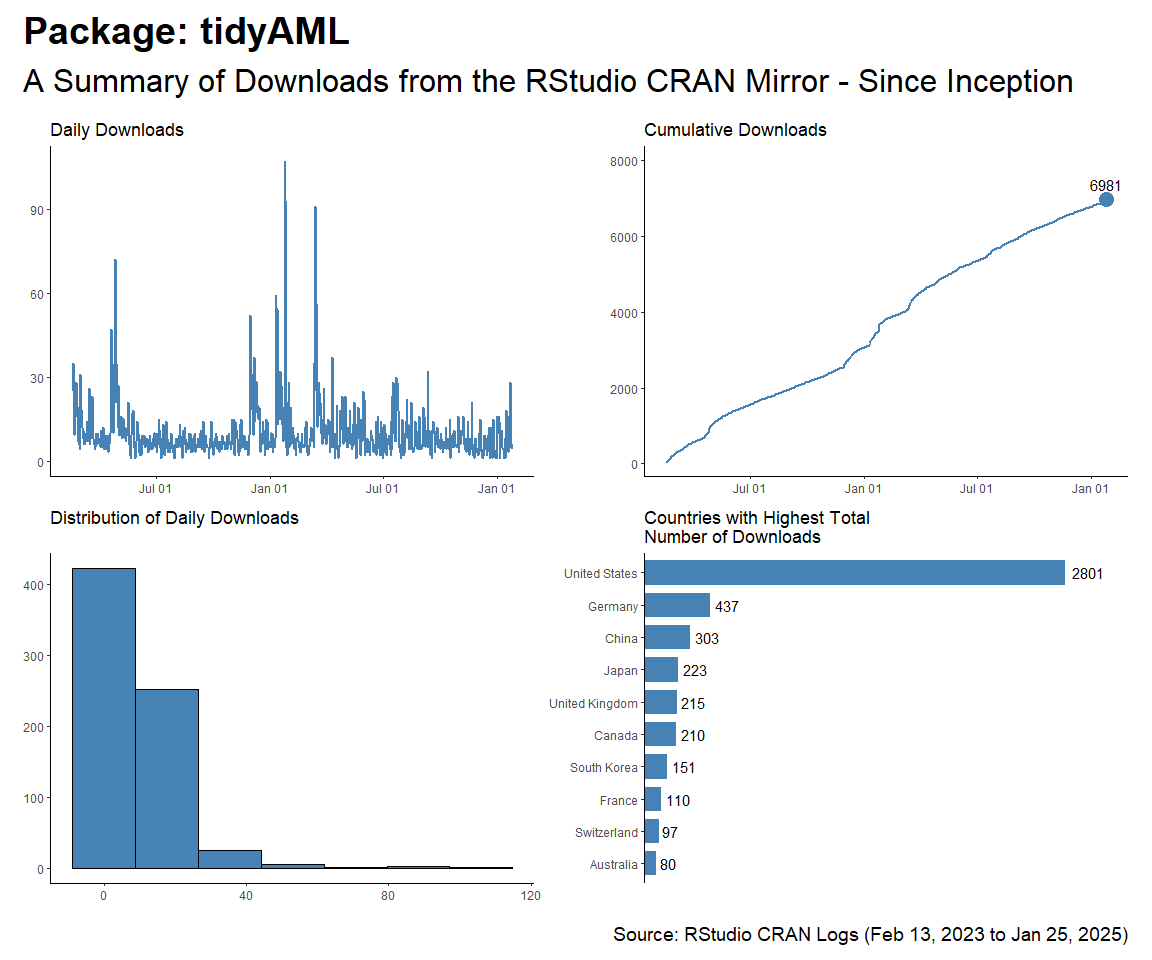 Package: tidyAML
A Summary of Downloads from the RStudio CRAN Mirror - Since Inception
Daily Downloads
90
60
30
0
Jul 01
Jan 01
Jul 01
Jan 01
Cumulative Downloads
8000
6000
4000
2000
0
6981
Jul 01
Jan 01
Jul 01
Jan 01
Distribution of Daily Downloads
400
300
200
100
0
0
40
80
120
Countries with Highest Total
Number of Downloads
United States 2801
Germany 437
China 303
Japan 223
United Kingdom 215
Canada 210
South Korea 151
France 110
Switzerland 97
Australia 80
Source: RStudio CRAN Logs (Feb 13, 2023 to Jan 25, 2025)